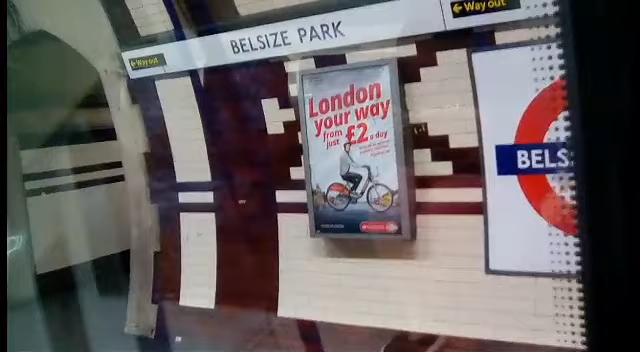 Way out
BELSIZE PARK
Way out
London
your way
from
just £2 a day
BELS